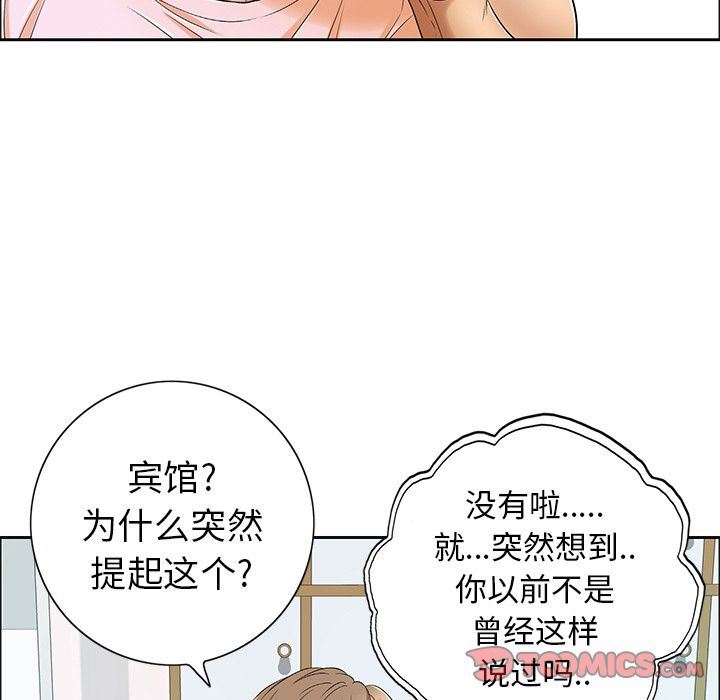 宾馆?
为什么突然
提起这个?
没有啦.....
就...突然想到..
你以前不是
曾经这样
说过吗..
TOOMICS
TOOMICS.COM